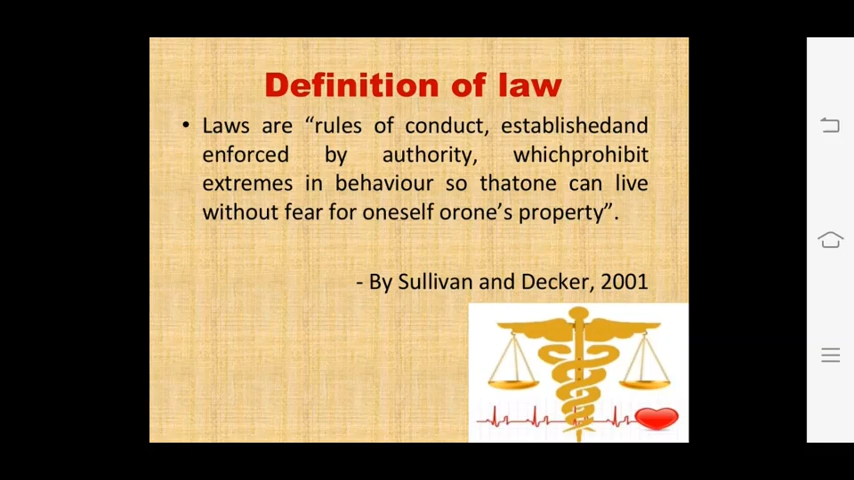 Definition of law
• Laws are “rules of conduct, establishedand
enforced by authority, whichprohibit
extremes in behaviour so thatone can live
without fear for oneself orone’s property”.
- By Sullivan and Decker, 2001